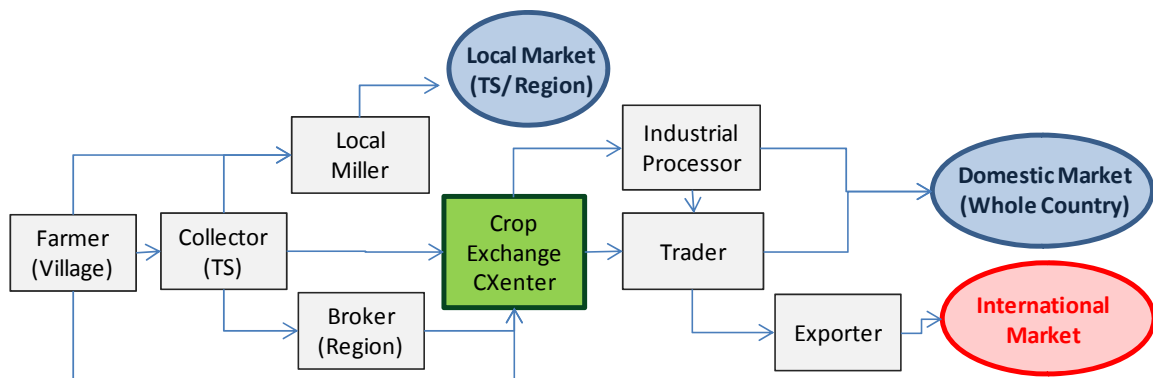 Local Market
(TS/Region)
Local
Miller
Industrial
Processor
Domestic Market
(Whole Country)
Farmer
(Village)
Collector
(TS)
Crop
Exchange
CXenter
Trader
Broker
(Region)
Exporter
International
Market